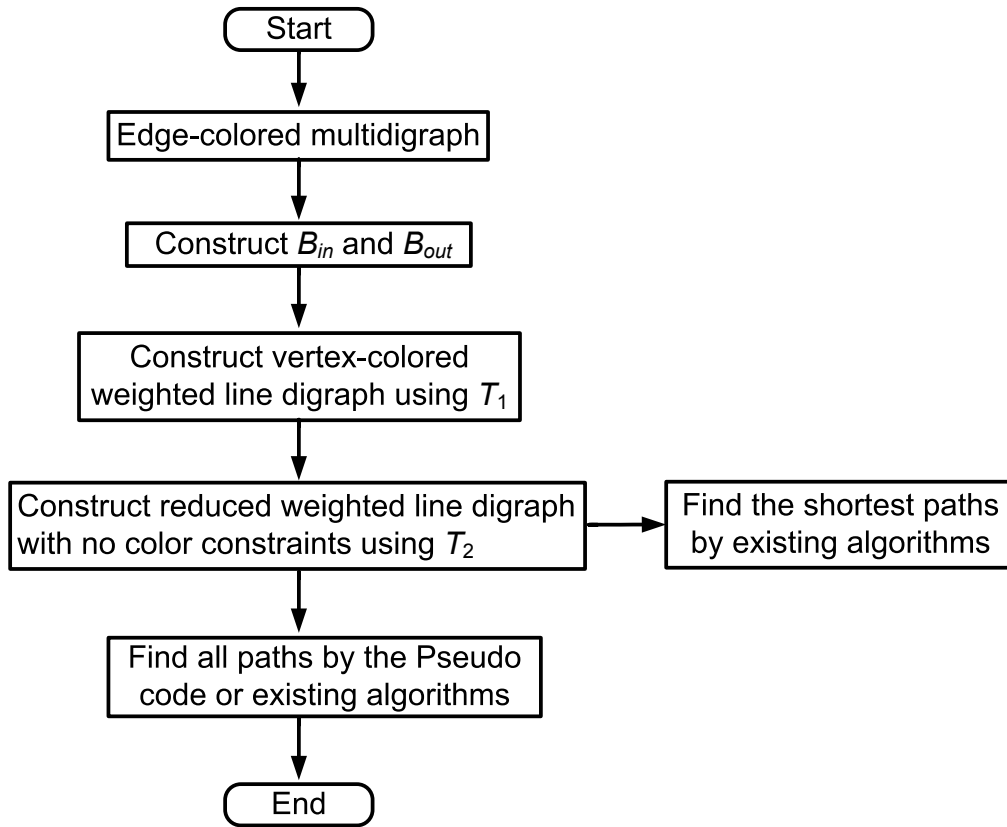 Start
Edge-colored multidigraph
Construct B_in and B_out
Construct vertex-colored
weighted line digraph using T_1
Construct reduced weighted line digraph
with no color constraints using T_2
Find the shortest paths
by existing algorithms
Find all paths by the Pseudo
code or existing algorithms
End